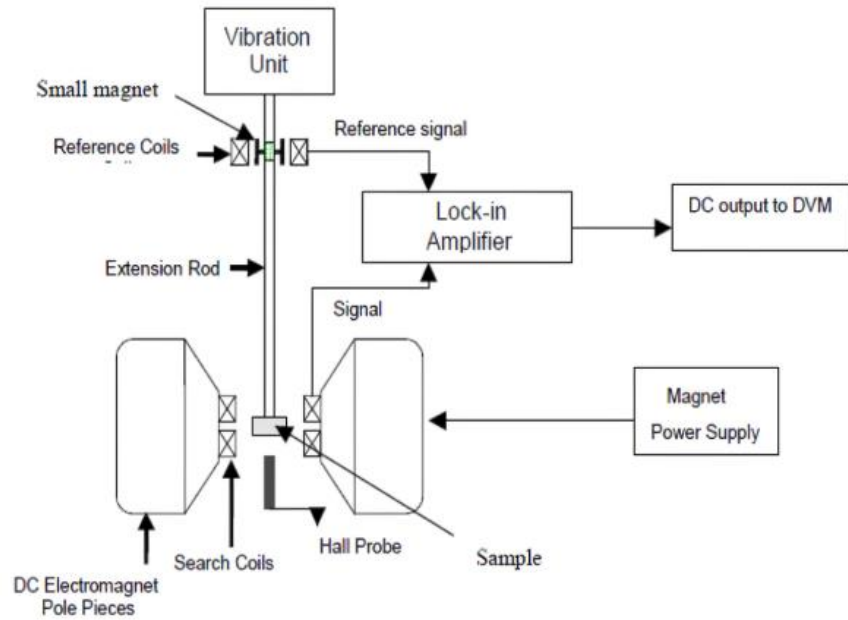 Vibration
Unit
Small magnet
Reference Coils
Reference signal
Lock-in
Amplifier
DC output to DVM
Extension Rod
Signal
Magnet
Power Supply
Hall Probe
Sample
Search Coils
DC Electromagnet
Pole Pieces